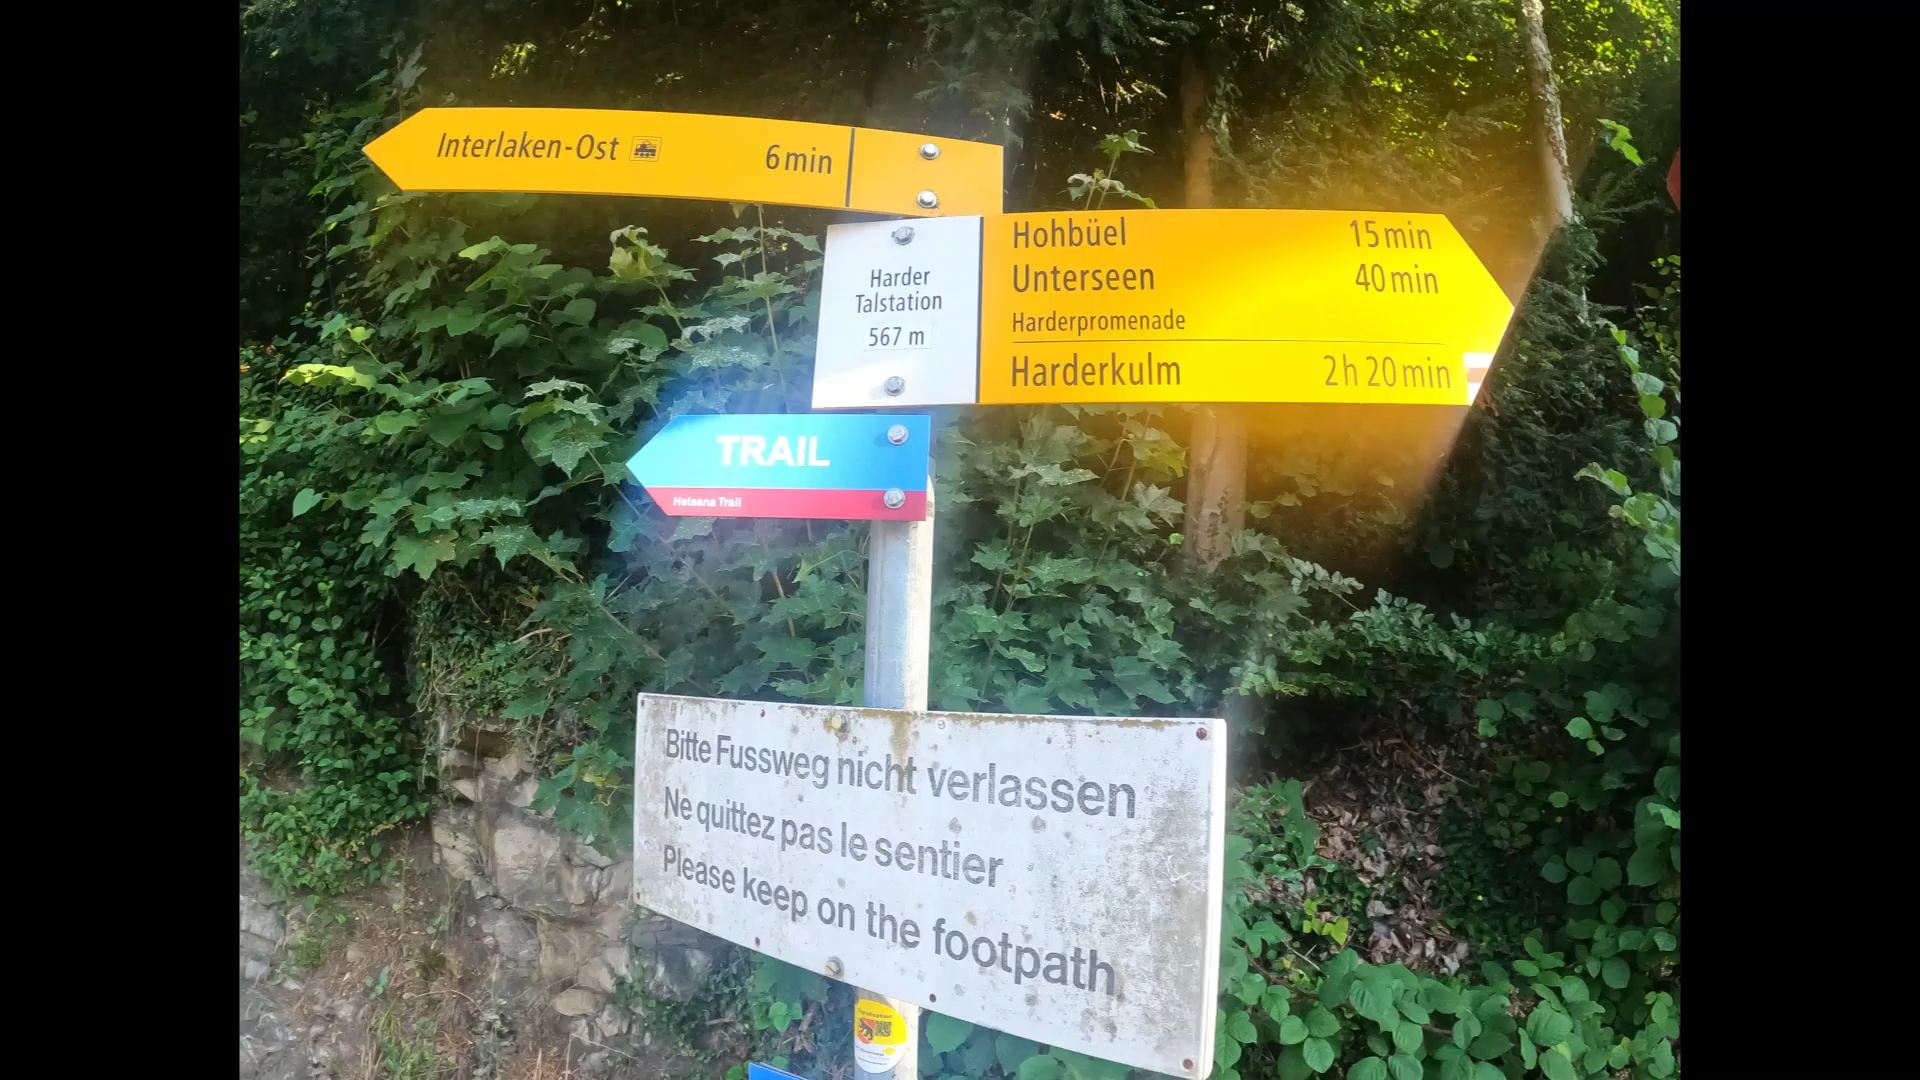 Interlaken-Ost 6 min
Harder
Talstation
567 m
Hohbüel 15 min
Unterseen 40 min
Harderpromenade
Harderkulm 2 h 20 min
TRAIL
Helsana Trail
Bitte Fussweg nicht verlassen
Ne quittez pas le sentier
Please keep on the footpath